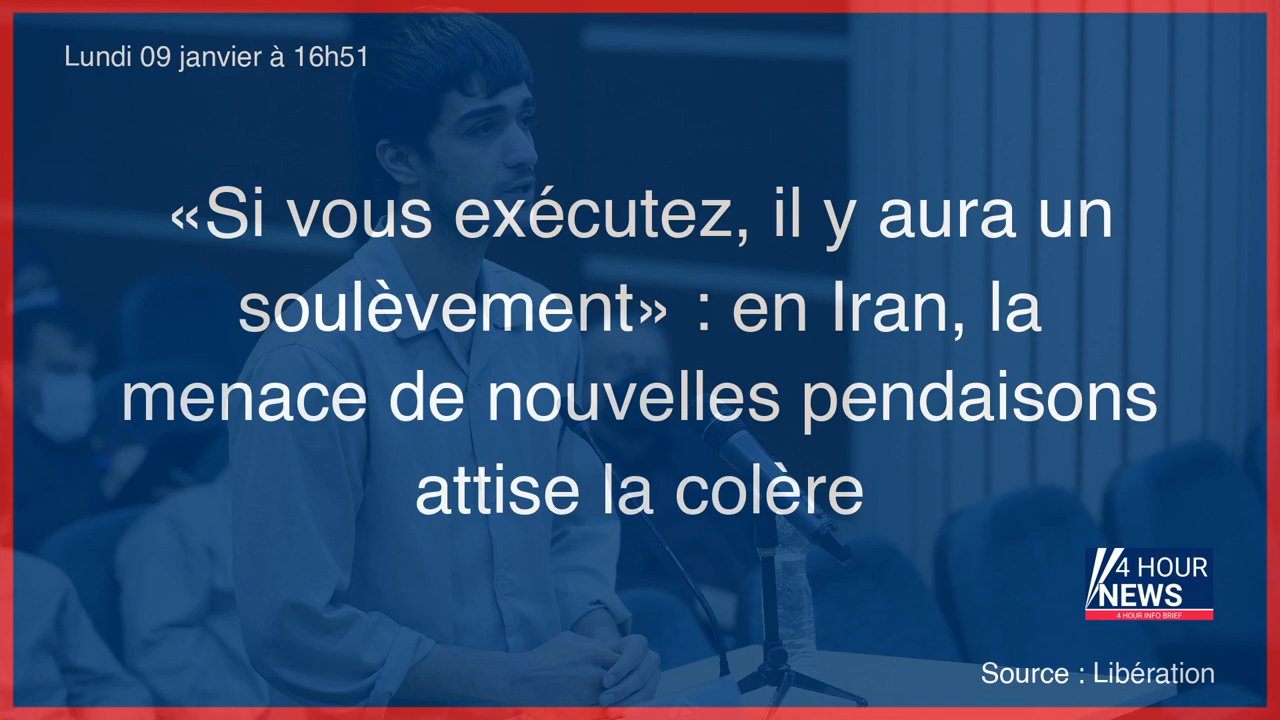 Lundi 09 janvier à 16h51
«Si vous exécutez, il y aura un
soulèvement» : en Iran, la
menace de nouvelles pendaisons
attise la colère
4 HOUR
NEWS
4 HOUR INFO BRIEF
Source : Libération